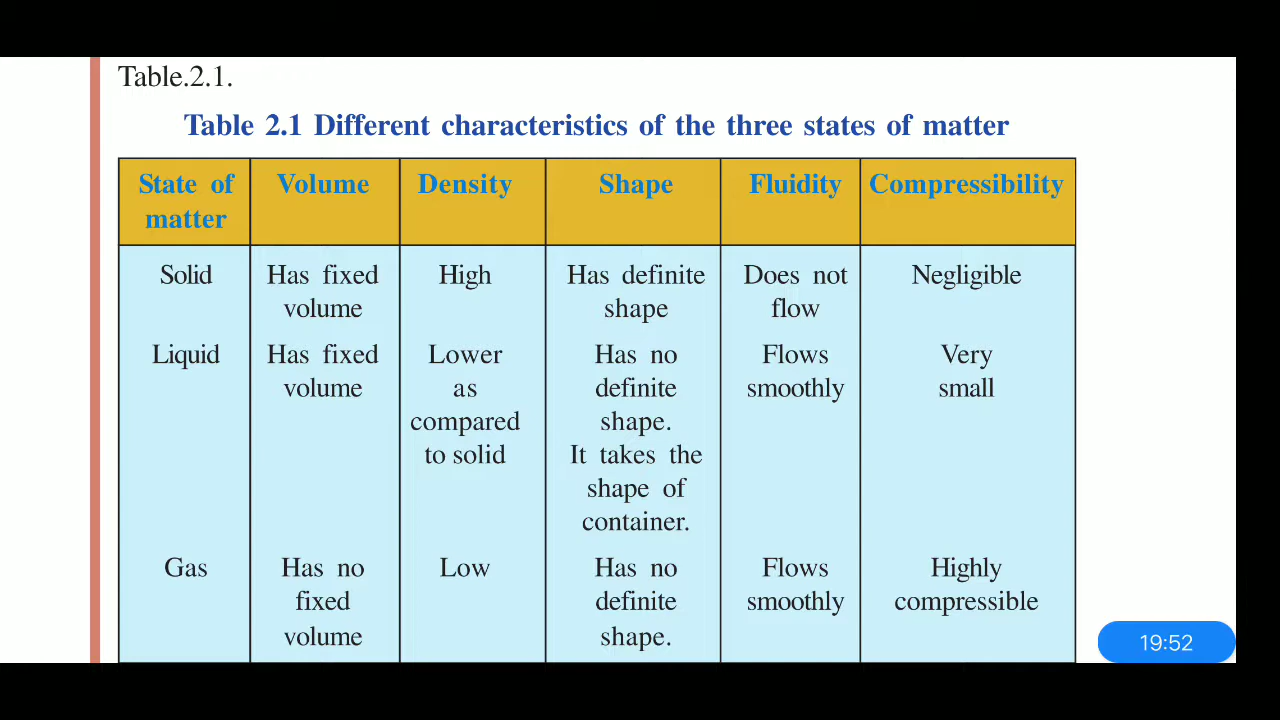 Table.2.1.
Table 2.1 Different characteristics of the three states of matter
State of matter | Volume | Density | Shape | Fluidity | Compressibility
Solid | Has fixed volume | High | Has definite shape | Does not flow | Negligible
Liquid | Has fixed volume | Lower as compared to solid | Has no definite shape. It takes the shape of container. | Flows smoothly | Very small
Gas | Has no fixed volume | Low | Has no definite shape. | Flows smoothly | Highly compressible
19:52